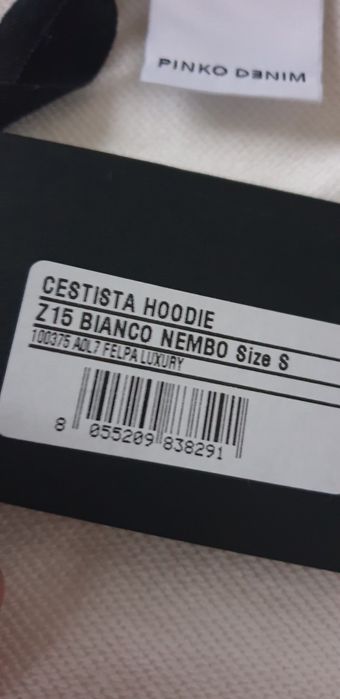 PINKO DENIM
CESTISTA HOODIE
Z15 BIANCO NEMBO Size S
100375 A0L7 FELPA LUXURY
8 055209 838291